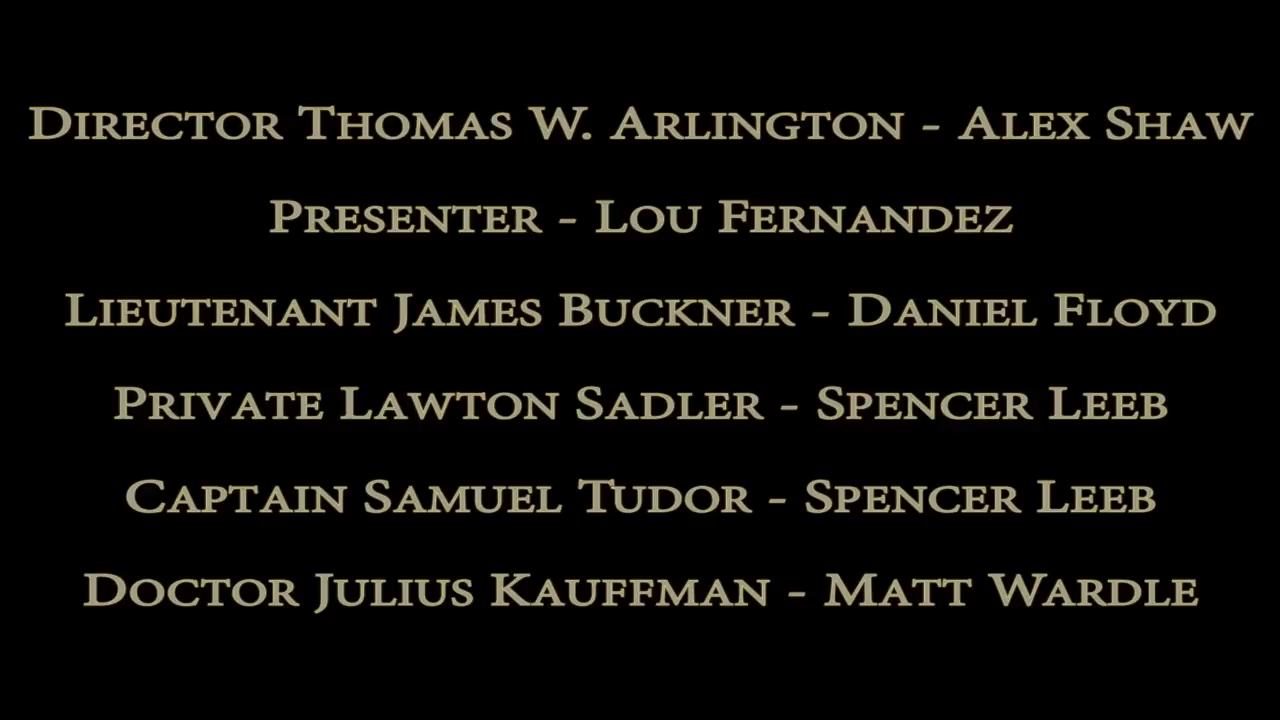 Director Thomas W. Arlington - Alex Shaw
Presenter - Lou Fernandez
Lieutenant James Buckner - Daniel Floyd
Private Lawton Sadler - Spencer Leeb
Captain Samuel Tudor - Spencer Leeb
Doctor Julius Kauffman - Matt Wardle